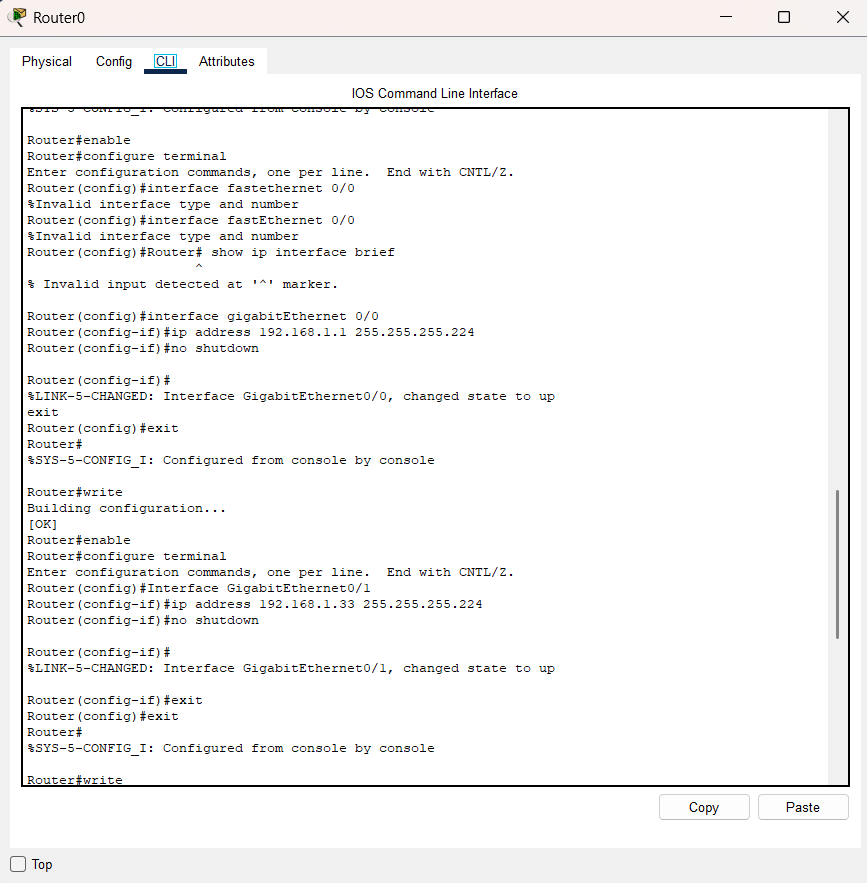 Router0
Physical Config CLI Attributes
IOS Command Line Interface
%SYS-5-CONFIG_I: Configured from console by console
Router#enable
Router#configure terminal
Enter configuration commands, one per line.  End with CNTL/Z.
Router(config)#interface fastethernet 0/0
%Invalid interface type and number
Router(config)#interface fastEthernet 0/0
%Invalid interface type and number
Router(config)#Router# show ip interface brief
^
% Invalid input detected at '^' marker.
Router(config)#interface gigabitEthernet 0/0
Router(config-if)#ip address 192.168.1.1 255.255.255.224
Router(config-if)#no shutdown
Router(config-if)#
%LINK-5-CHANGED: Interface GigabitEthernet0/0, changed state to up
exit
Router(config)#exit
Router#
%SYS-5-CONFIG_I: Configured from console by console
Router#write
Building configuration...
[OK]
Router#enable
Router#configure terminal
Enter configuration commands, one per line.  End with CNTL/Z.
Router(config)#Interface GigabitEthernet0/1
Router(config-if)#ip address 192.168.1.33 255.255.255.224
Router(config-if)#no shutdown
Router(config-if)#
%LINK-5-CHANGED: Interface GigabitEthernet0/1, changed state to up
Router(config-if)#exit
Router(config)#exit
Router#
%SYS-5-CONFIG_I: Configured from console by console
Router#write
Copy Paste
Top